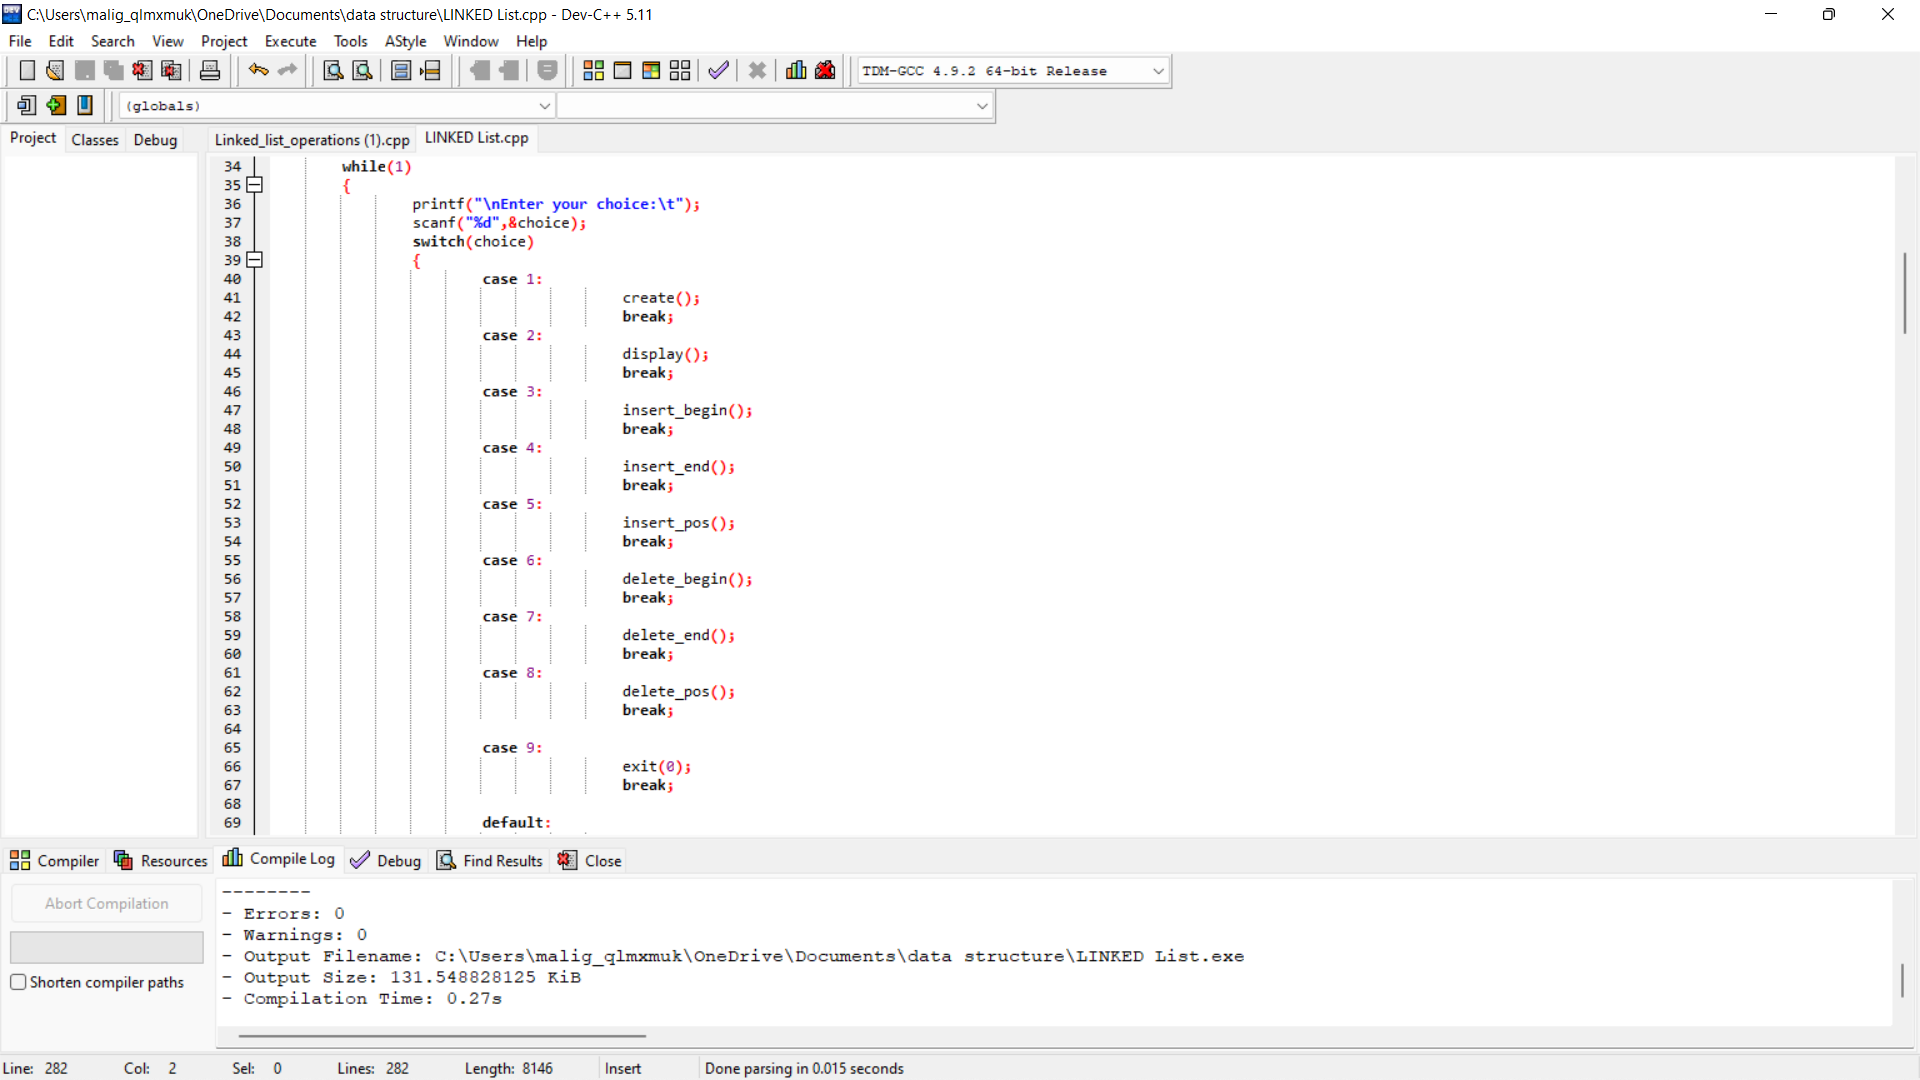 C:\Users\malig_qlmxmuk\OneDrive\Documents\data structure\LINKED List.cpp - Dev-C++ 5.11
File Edit Search View Project Execute Tools AStyle Window Help
TDM-GCC 4.9.2 64-bit Release
(globals)
Project Classes Debug Linked_list_operations (1).cpp LINKED List.cpp
34 while(1)
35 {
36 printf("\nEnter your choice:\t");
37 scanf("%d",&choice);
38 switch(choice)
39 {
40 case 1:
41 create();
42 break;
43 case 2:
44 display();
45 break;
46 case 3:
47 insert_begin();
48 break;
49 case 4:
50 insert_end();
51 break;
52 case 5:
53 insert_pos();
54 break;
55 case 6:
56 delete_begin();
57 break;
58 case 7:
59 delete_end();
60 break;
61 case 8:
62 delete_pos();
63 break;
64
65 case 9:
66 exit(0);
67 break;
68
69 default:
Compiler Resources Compile Log Debug Find Results Close
Abort Compilation
Shorten compiler paths
--------
- Errors: 0
- Warnings: 0
- Output Filename: C:\Users\malig_qlmxmuk\OneDrive\Documents\data structure\LINKED List.exe
- Output Size: 131.548828125 KiB
- Compilation Time: 0.27s
Line: 282 Col: 2 Sel: 0 Lines: 282 Length: 8146 Insert Done parsing in 0.015 seconds